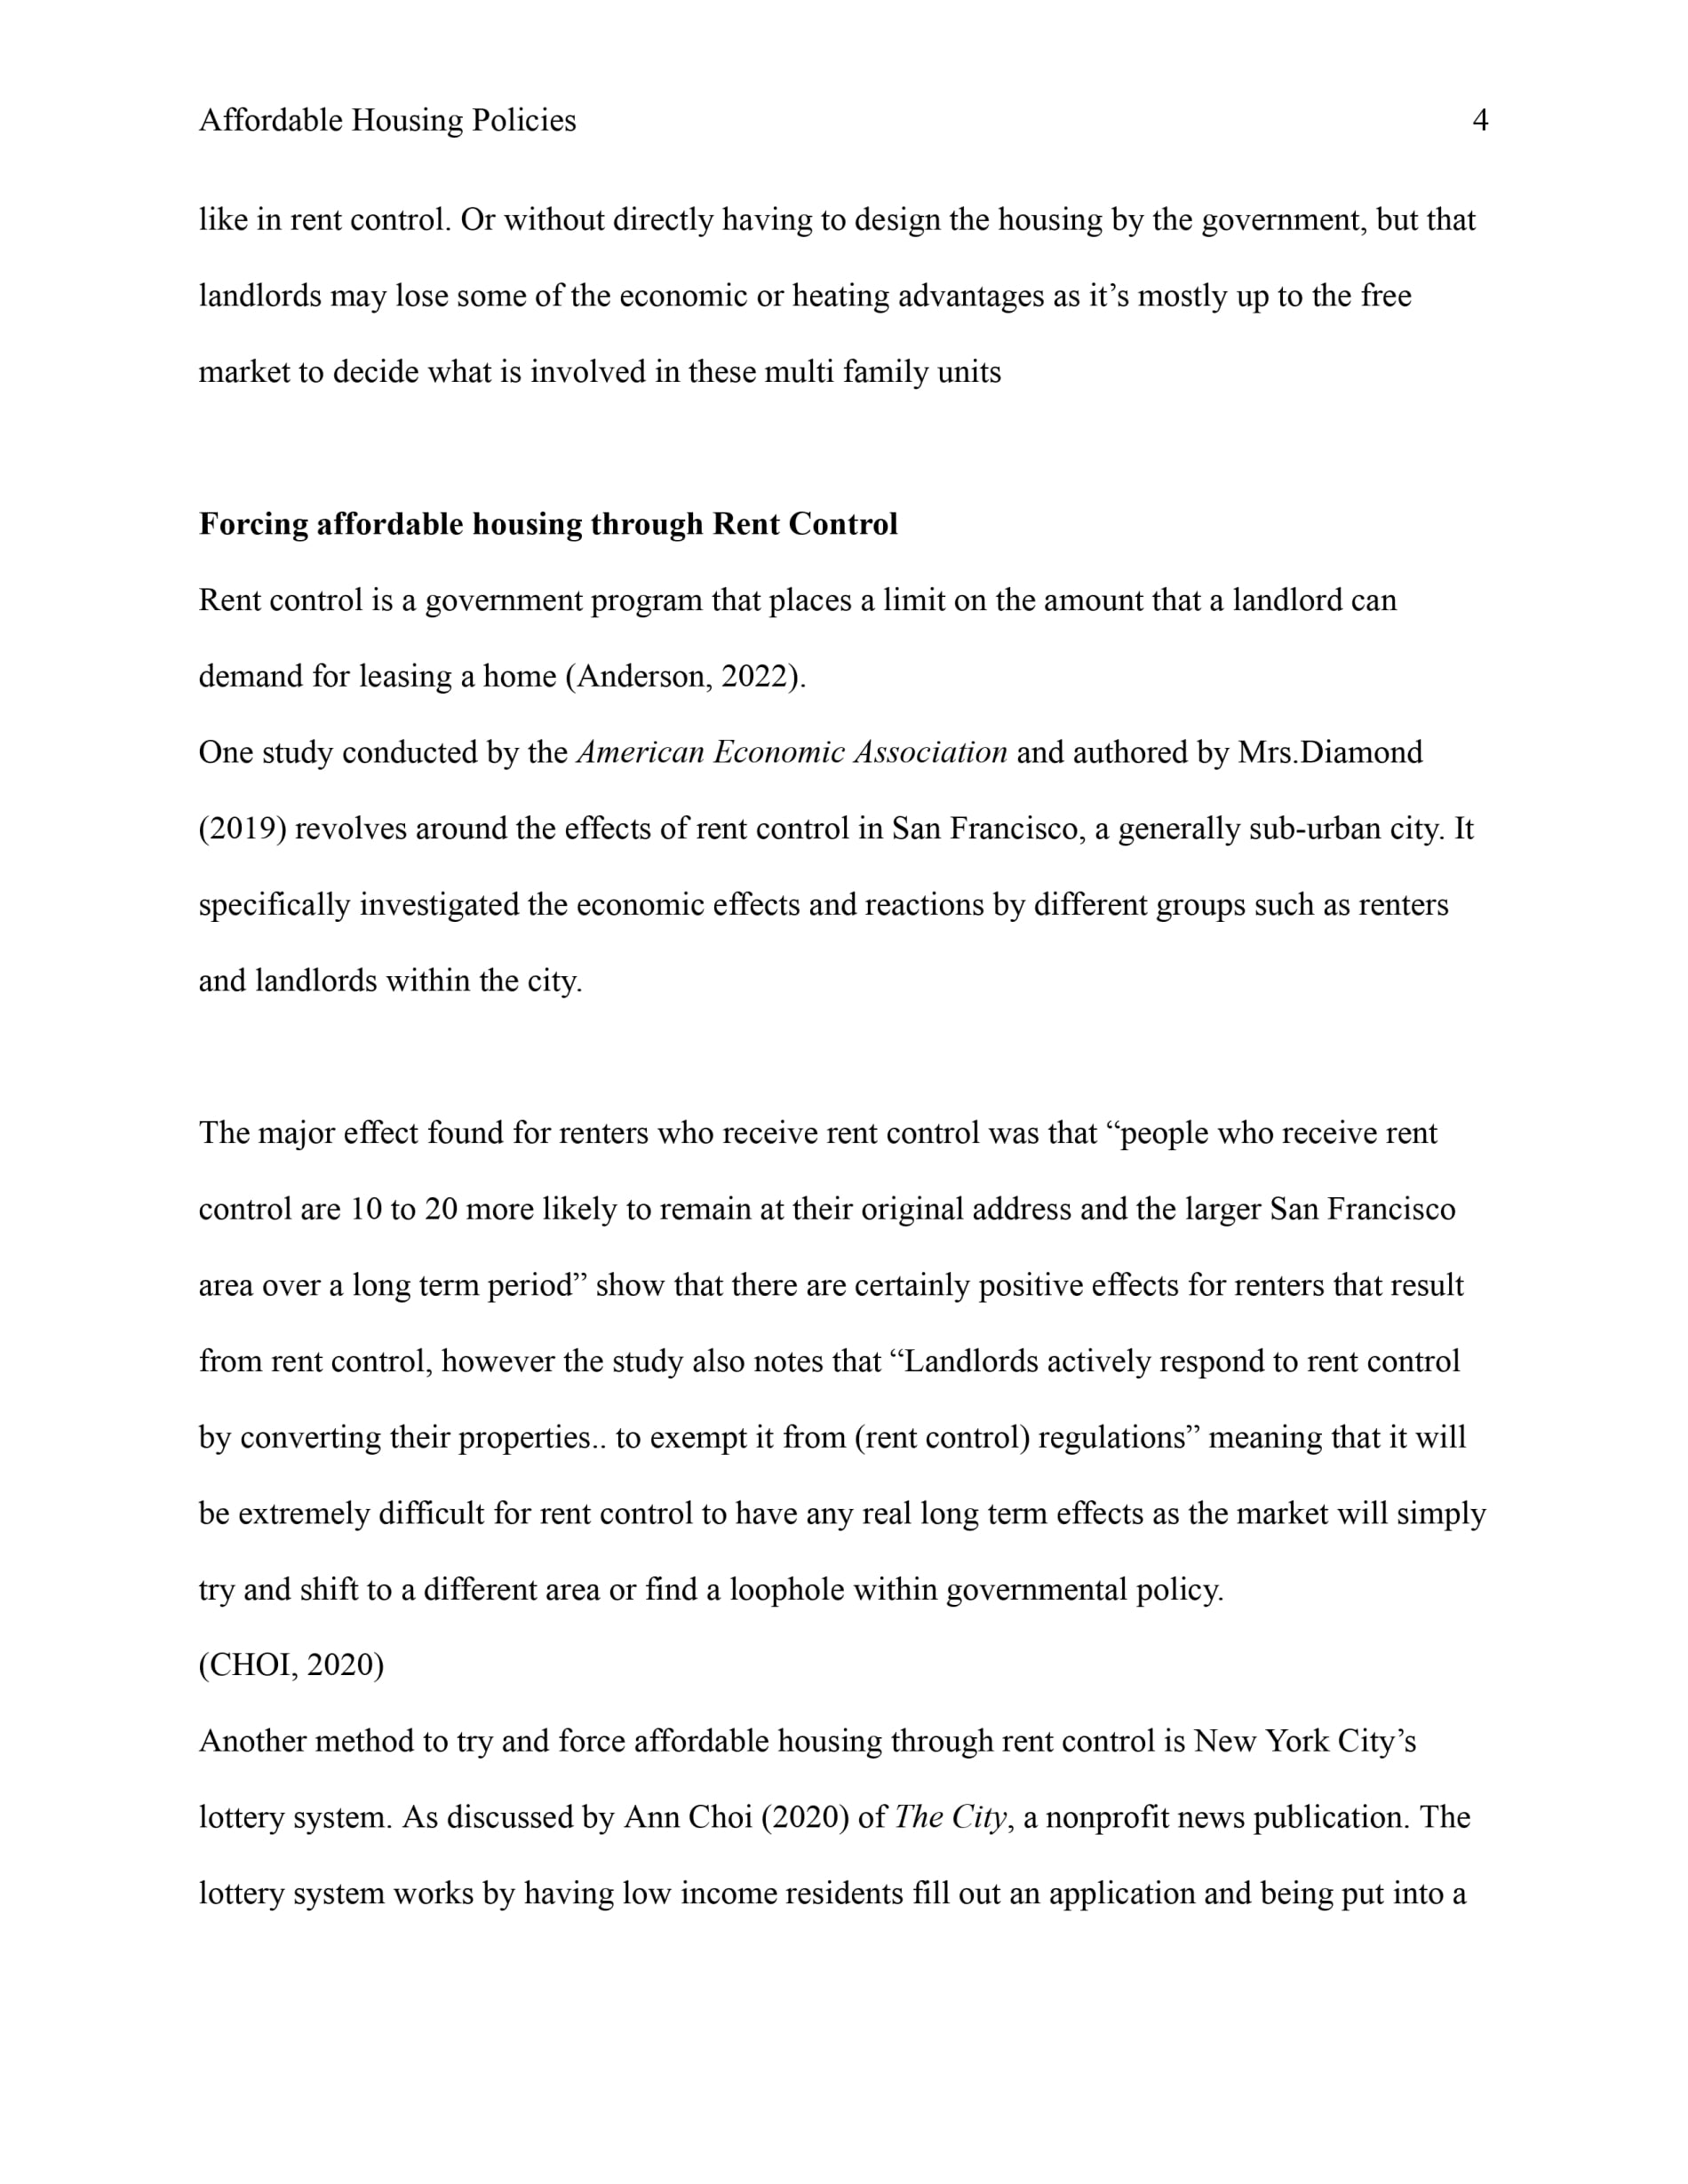 Affordable Housing Policies 4
like in rent control. Or without directly having to design the housing by the government, but that
landlords may lose some of the economic or heating advantages as it’s mostly up to the free
market to decide what is involved in these multi family units
Forcing affordable housing through Rent Control
Rent control is a government program that places a limit on the amount that a landlord can
demand for leasing a home (Anderson, 2022).
One study conducted by the American Economic Association and authored by Mrs.Diamond
(2019) revolves around the effects of rent control in San Francisco, a generally sub-urban city. It
specifically investigated the economic effects and reactions by different groups such as renters
and landlords within the city.
The major effect found for renters who receive rent control was that “people who receive rent
control are 10 to 20 more likely to remain at their original address and the larger San Francisco
area over a long term period” show that there are certainly positive effects for renters that result
from rent control, however the study also notes that “Landlords actively respond to rent control
by converting their properties.. to exempt it from (rent control) regulations” meaning that it will
be extremely difficult for rent control to have any real long term effects as the market will simply
try and shift to a different area or find a loophole within governmental policy.
(CHOI, 2020)
Another method to try and force affordable housing through rent control is New York City’s
lottery system. As discussed by Ann Choi (2020) of The City, a nonprofit news publication. The
lottery system works by having low income residents fill out an application and being put into a